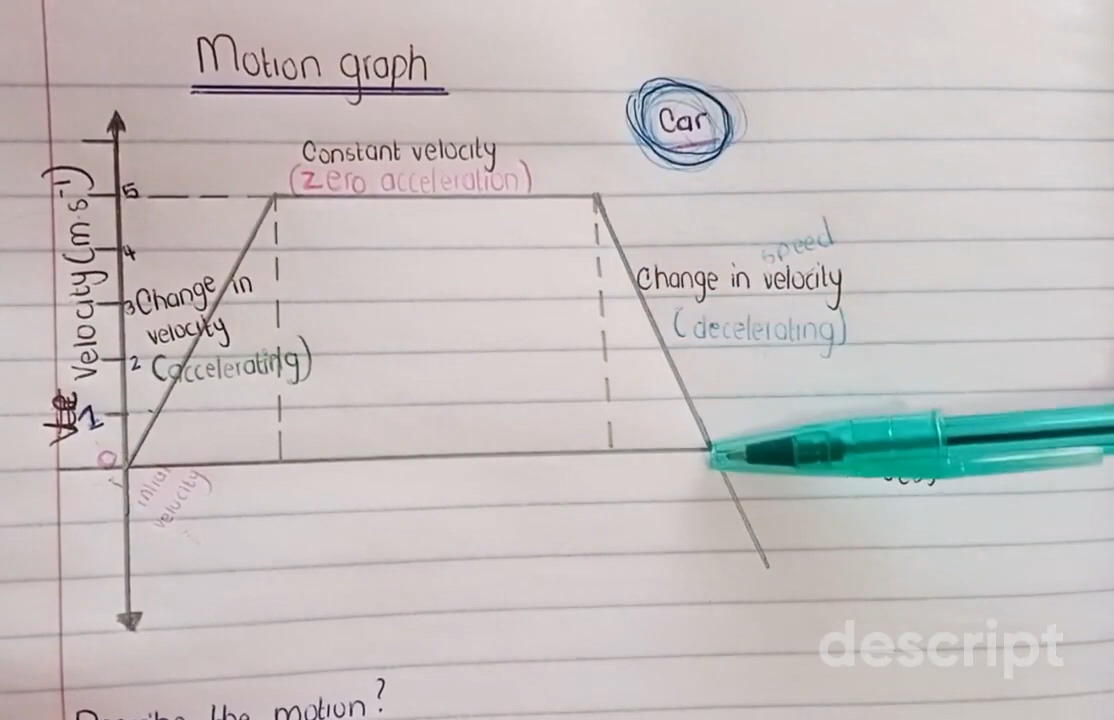 Motion graph
Car
Constant velocity
(zero acceleration)
Velocity (m·s⁻¹)
5
4
3
2
1
0
Change in
velocity
(accelerating)
speed
Change in velocity
(decelerating)
velocity
the motion?
descript